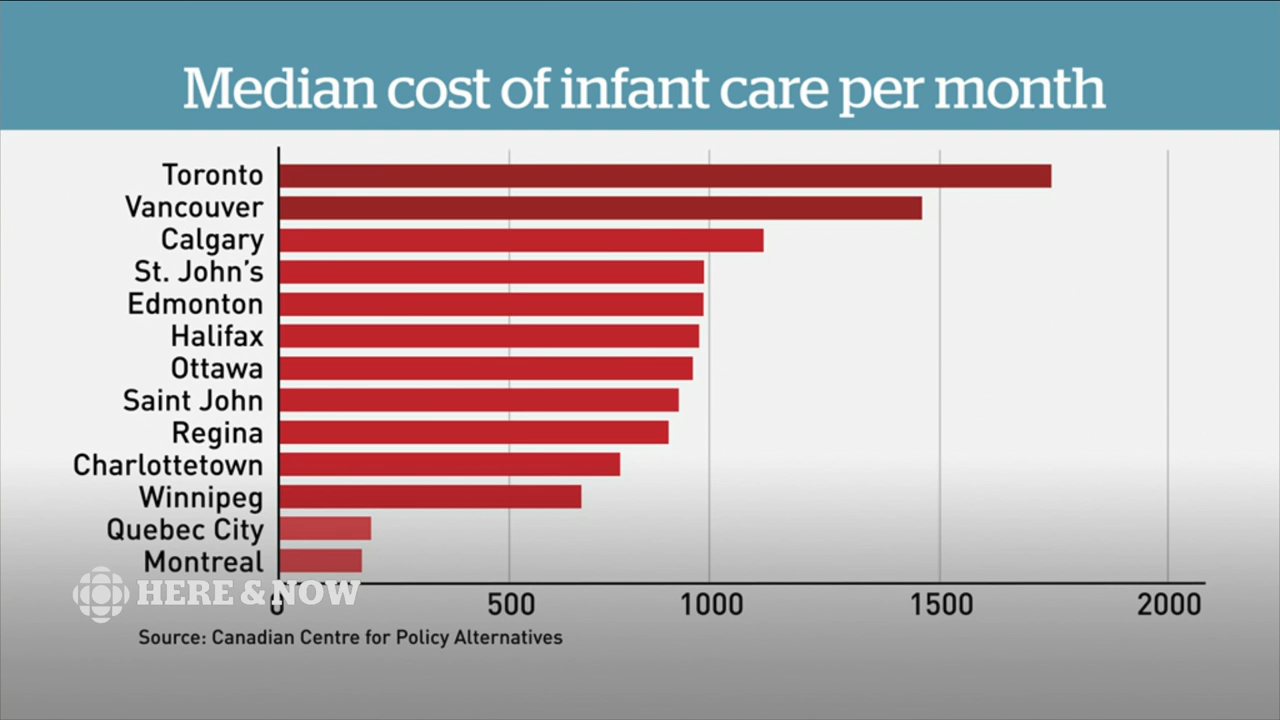 Median cost of infant care per month
Toronto
Vancouver
Calgary
St. John’s
Edmonton
Halifax
Ottawa
Saint John
Regina
Charlottetown
Winnipeg
Quebec City
Montreal
HERE & NOW
0 500 1000 1500 2000
Source: Canadian Centre for Policy Alternatives